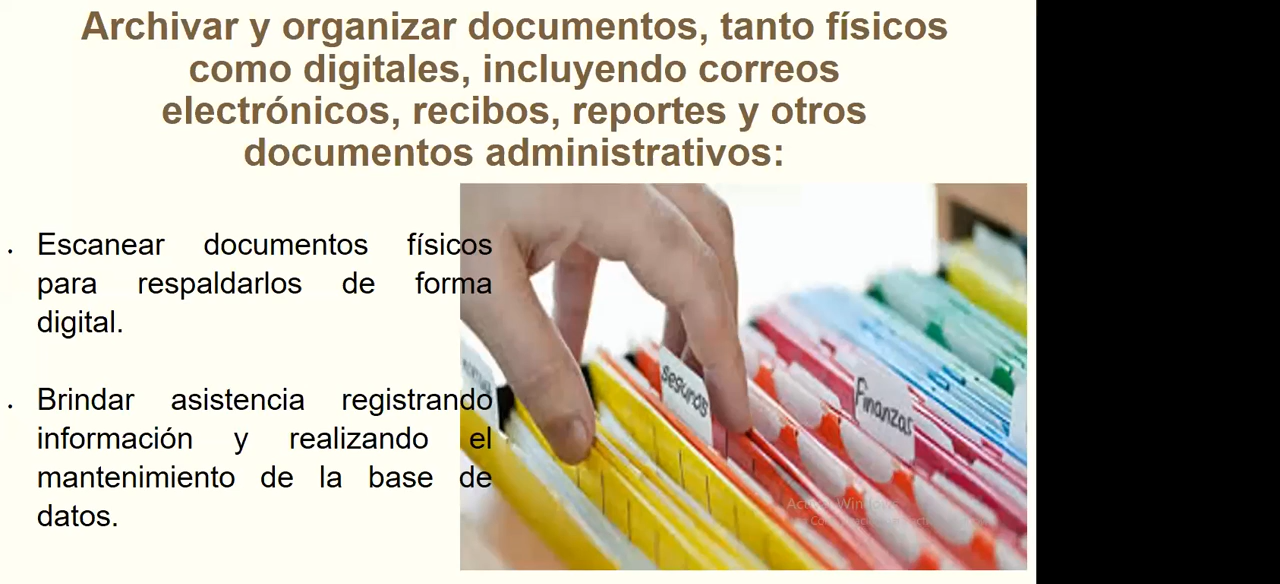 Archivar y organizar documentos, tanto físicos
como digitales, incluyendo correos
electrónicos, recibos, reportes y otros
documentos administrativos:
. Escanear documentos físicos
para respaldarlos de forma
digital.
. Brindar asistencia registrando
información y realizando el
mantenimiento de la base de
datos.
seguros
finanzas